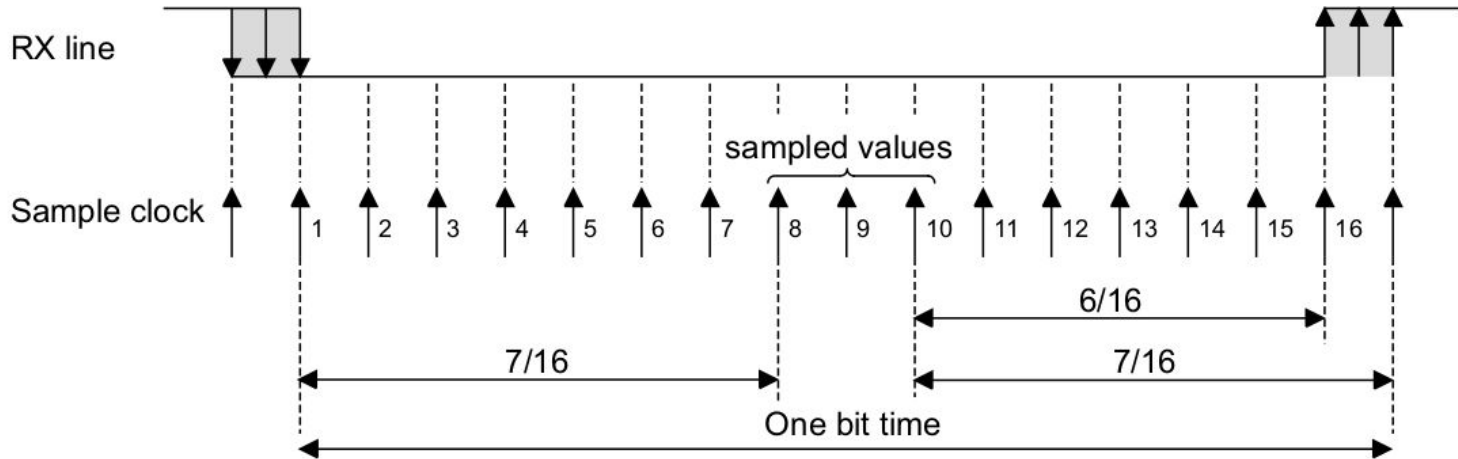 RX line
sampled values
Sample clock
1 2 3 4 5 6 7 8 9 10 11 12 13 14 15 16
6/16
7/16 7/16
One bit time